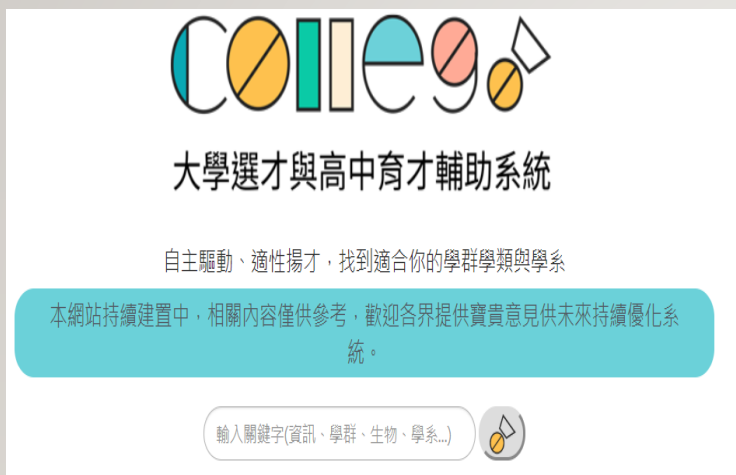 Collego
大學選才與高中育才輔助系統
自主驅動、適性揚才，找到適合你的學群學類與學系
本網站持續建置中，相關內容僅供參考，歡迎各界提供寶貴意見供未來持續優化系
統。
輸入關鍵字(資訊、學群、生物、學系...)